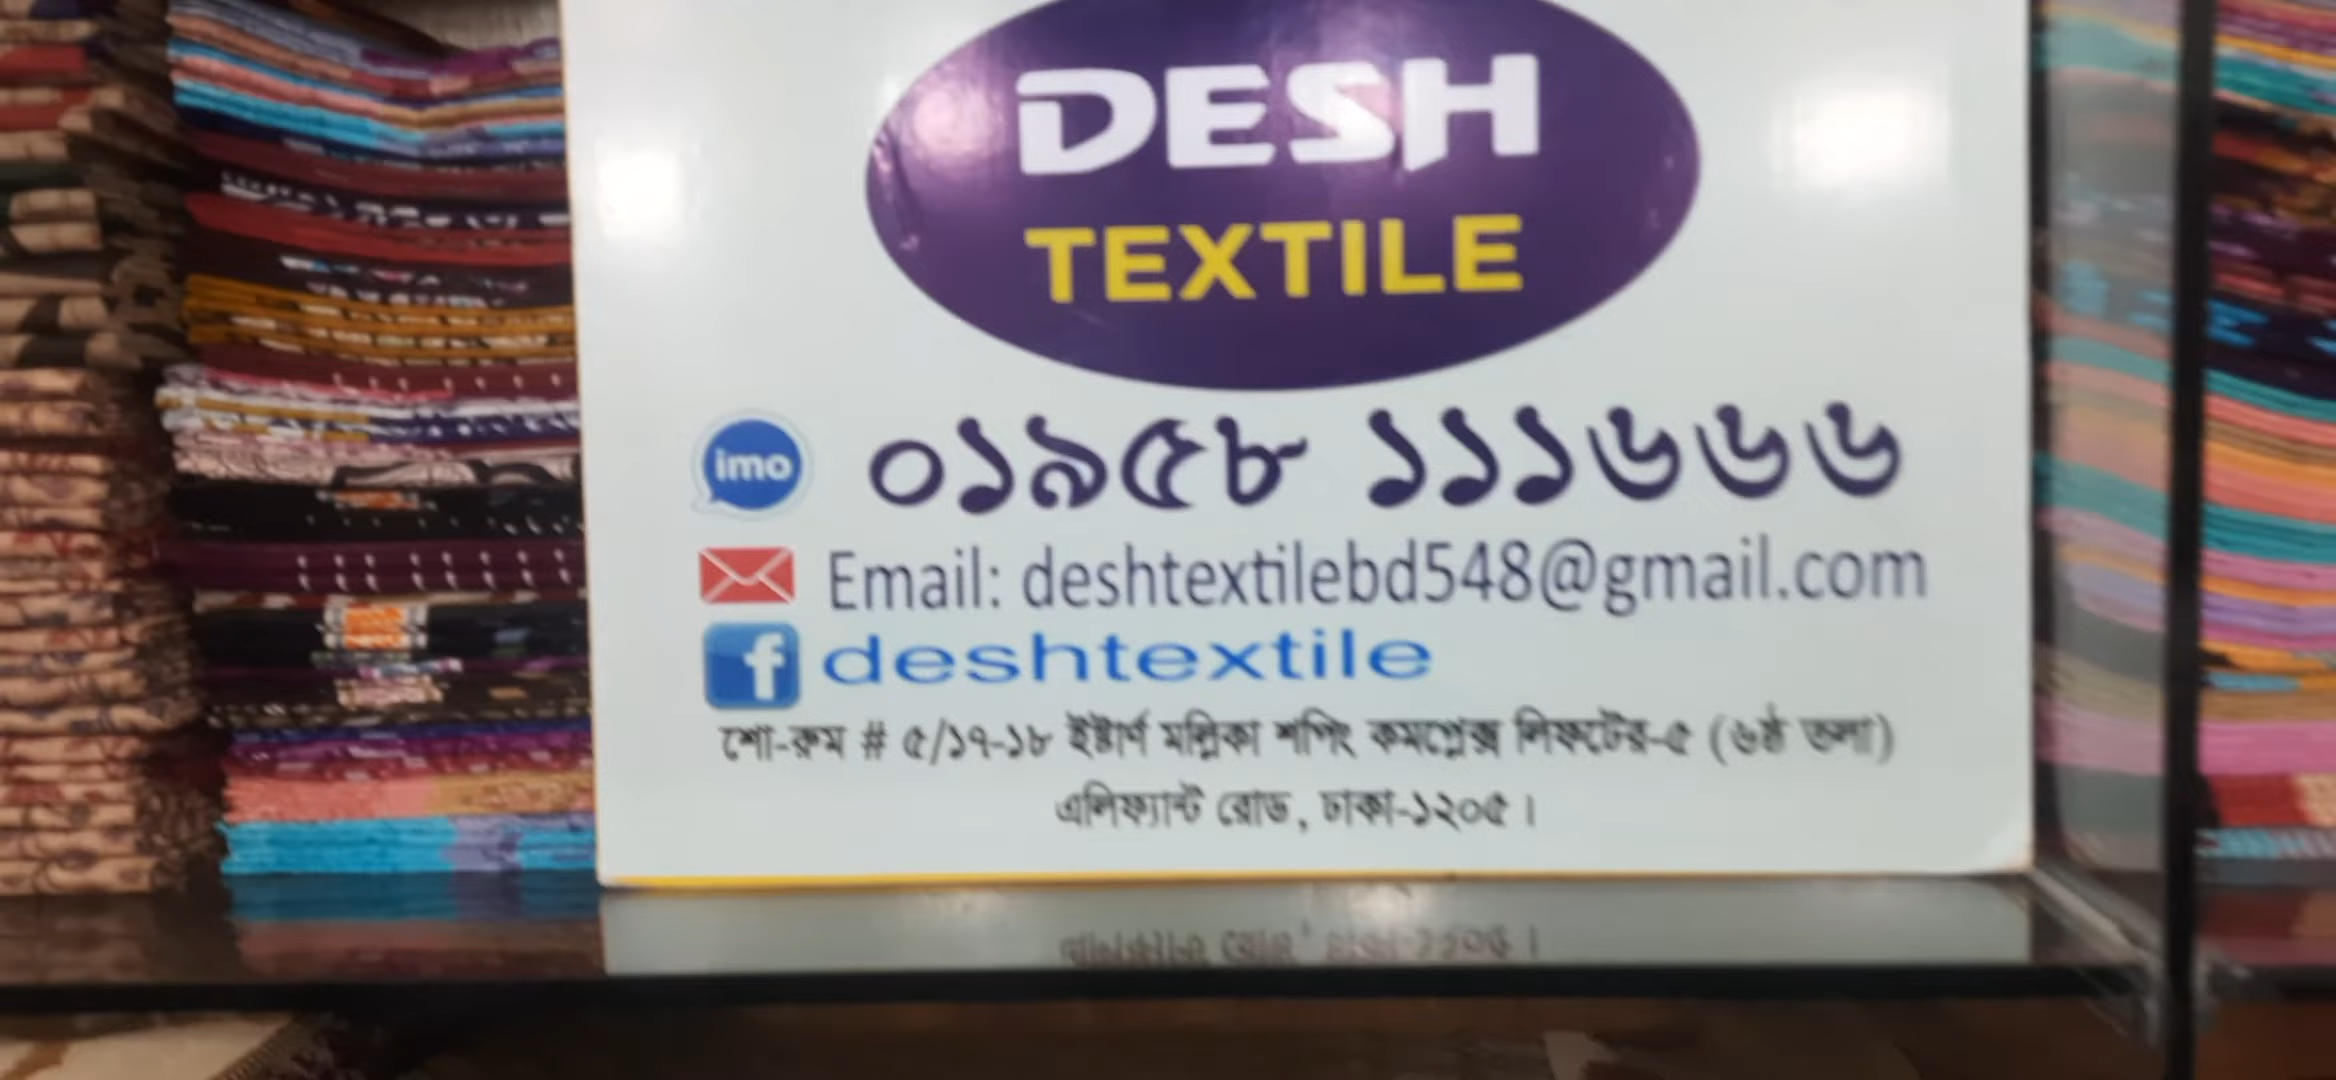 DESH
TEXTILE
imo ০১৯৫৮ ১১১৬৬৬
Email: deshtextilebd548@gmail.com
f deshtextile
শো-রুম # ৫/১৭-১৮ ইষ্টার্ণ মল্লিকা শপিং কমপ্লেক্স লিফটের-৫ (৬ষ্ঠ তলা)
এলিফ্যান্ট রোড, ঢাকা-১২০৫।